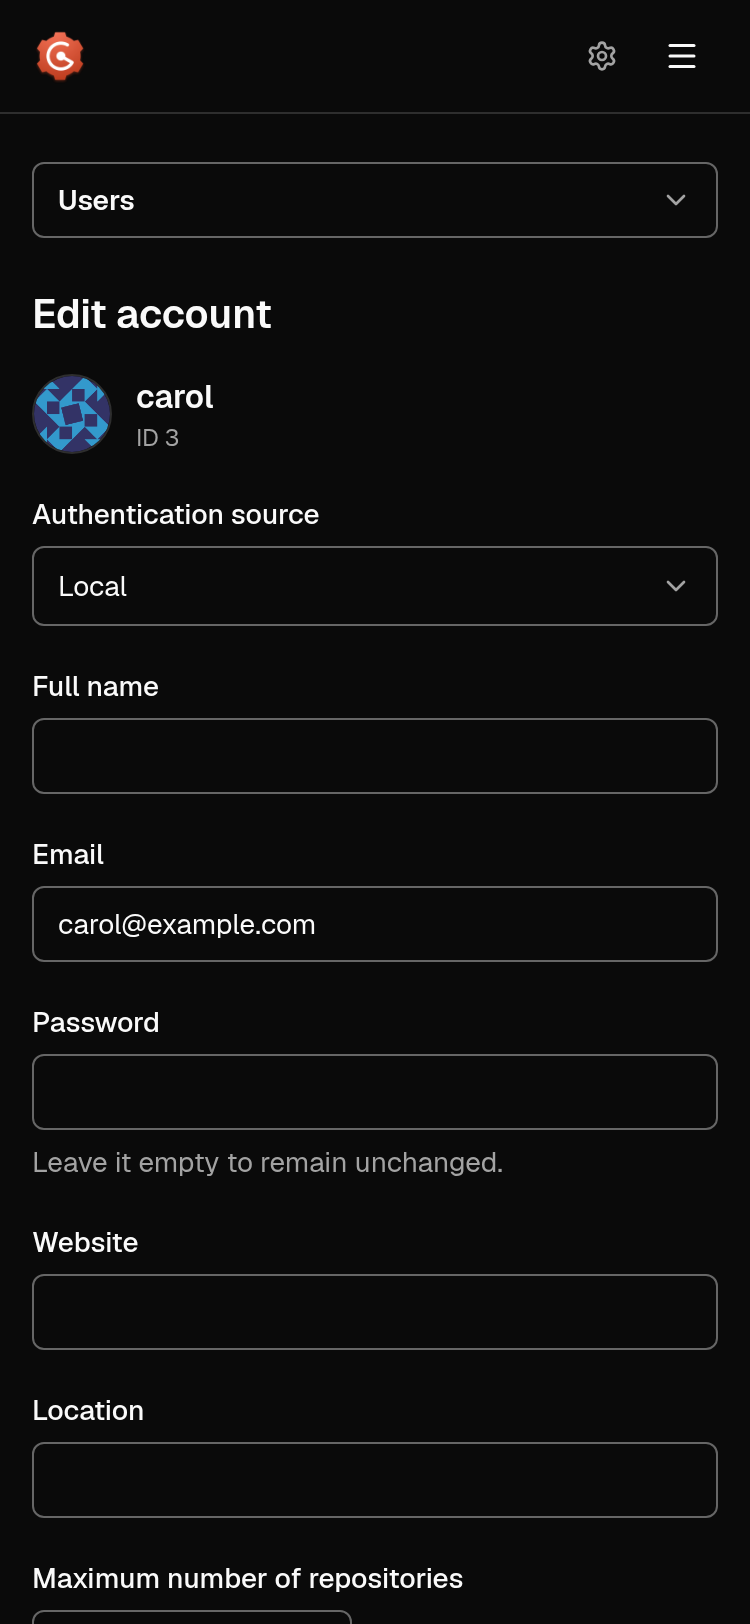 Users
Edit account
carol
ID 3
Authentication source
Local
Full name
Email
carol@example.com
Password
Leave it empty to remain unchanged.
Website
Location
Maximum number of repositories